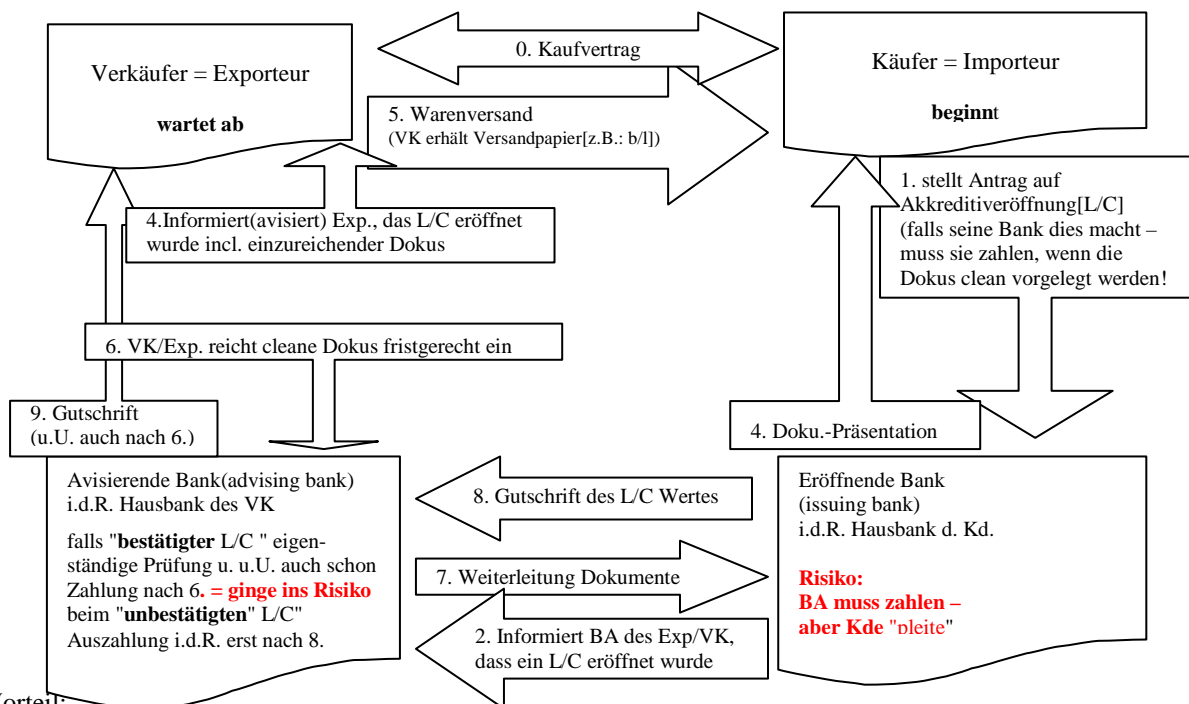 0. Kaufvertrag
Verkäufer = Exporteur
wartet ab
Käufer = Importeur
beginnt
5. Warenversand
(VK erhält Versandpapier[z.B.: b/l])
1. stellt Antrag auf
Akkreditiveröffnung[L/C]
(falls seine Bank dies macht –
muss sie zahlen, wenn die
Dokus clean vorgelegt werden!
4.Informiert(avisiert) Exp., das L/C eröffnet
wurde incl. einzureichender Dokus
6. VK/Exp. reicht cleane Dokus fristgerecht ein
9. Gutschrift
(u.U. auch nach 6.)
4. Doku.-Präsentation
Avisierende Bank(advising bank)
i.d.R. Hausbank des VK
falls "bestätigter L/C " eigen-
ständige Prüfung u. u.U. auch schon
Zahlung nach 6. = ginge ins Risiko
beim "unbestätigten" L/C"
Auszahlung i.d.R. erst nach 8.
8. Gutschrift des L/C Wertes
7. Weiterleitung Dokumente
2. Informiert BA des Exp/VK,
dass ein L/C eröffnet wurde
Eröffnende Bank
(issuing bank)
i.d.R. Hausbank d. Kd.
Risiko:
BA muss zahlen –
aber Kde "pleite"